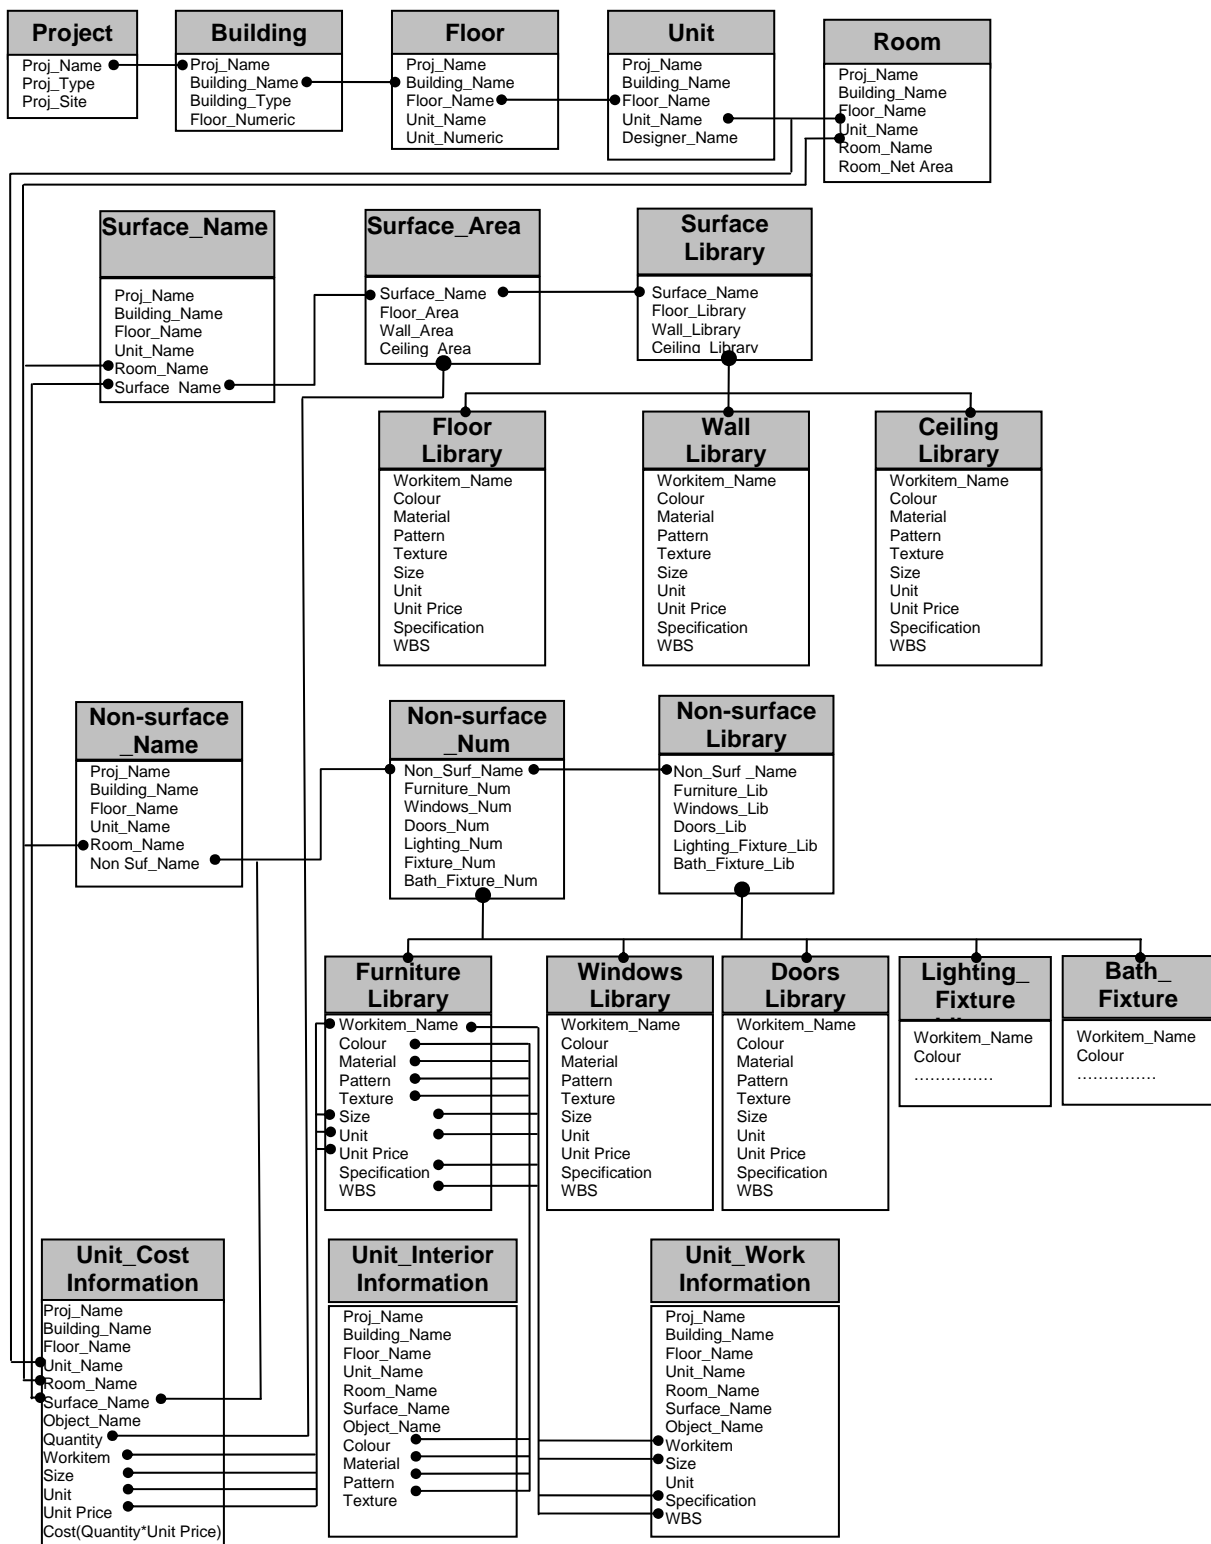 Project
Proj_Name
Proj_Type
Proj_Site
Building
Proj_Name
Building_Name
Building_Type
Floor_Numeric
Floor
Proj_Name
Building_Name
Floor_Name
Unit_Name
Unit_Numeric
Unit
Proj_Name
Building_Name
Floor_Name
Unit_Name
Designer_Name
Room
Proj_Name
Building_Name
Floor_Name
Unit_Name
Room_Name
Room_Net Area
Surface_Name
Proj_Name
Building_Name
Floor_Name
Unit_Name
Room_Name
Surface_Name
Surface_Area
Surface_Name
Floor_Area
Wall_Area
Ceiling_Area
Surface
Library
Surface_Name
Floor_Library
Wall_Library
Ceiling_Library
Floor
Library
Workitem_Name
Colour
Material
Pattern
Texture
Size
Unit
Unit Price
Specification
WBS
Wall
Library
Workitem_Name
Colour
Material
Pattern
Texture
Size
Unit
Unit Price
Specification
WBS
Ceiling
Library
Workitem_Name
Colour
Material
Pattern
Texture
Size
Unit
Unit Price
Specification
WBS
Non-surface
_Name
Proj_Name
Building_Name
Floor_Name
Unit_Name
Room_Name
Non Suf_Name
Non-surface
_Num
Non_Surf_Name
Furniture_Num
Windows_Num
Doors_Num
Lighting_Num
Fixture_Num
Bath_Fixture_Num
Non-surface
Library
Non_Surf _Name
Furniture_Lib
Windows_Lib
Doors_Lib
Lighting_Fixture_Lib
Bath_Fixture_Lib
Furniture
Library
Workitem_Name
Colour
Material
Pattern
Texture
Size
Unit
Unit Price
Specification
WBS
Windows
Library
Workitem_Name
Colour
Material
Pattern
Texture
Size
Unit
Unit Price
Specification
WBS
Doors
Library
Workitem_Name
Colour
Material
Pattern
Texture
Size
Unit
Unit Price
Specification
WBS
Lighting_
Fixture
Workitem_Name
Colour
……………
Bath_
Fixture
Workitem_Name
Colour
……………
Unit_Cost
Information
Proj_Name
Building_Name
Floor_Name
Unit_Name
Room_Name
Surface_Name
Object_Name
Quantity
Workitem
Size
Unit
Unit Price
Cost(Quantity*Unit Price)
Unit_Interior
Information
Proj_Name
Building_Name
Floor_Name
Unit_Name
Room_Name
Surface_Name
Object_Name
Colour
Material
Pattern
Texture
Unit_Work
Information
Proj_Name
Building_Name
Floor_Name
Unit_Name
Room_Name
Surface_Name
Object_Name
Workitem
Size
Unit
Specification
WBS